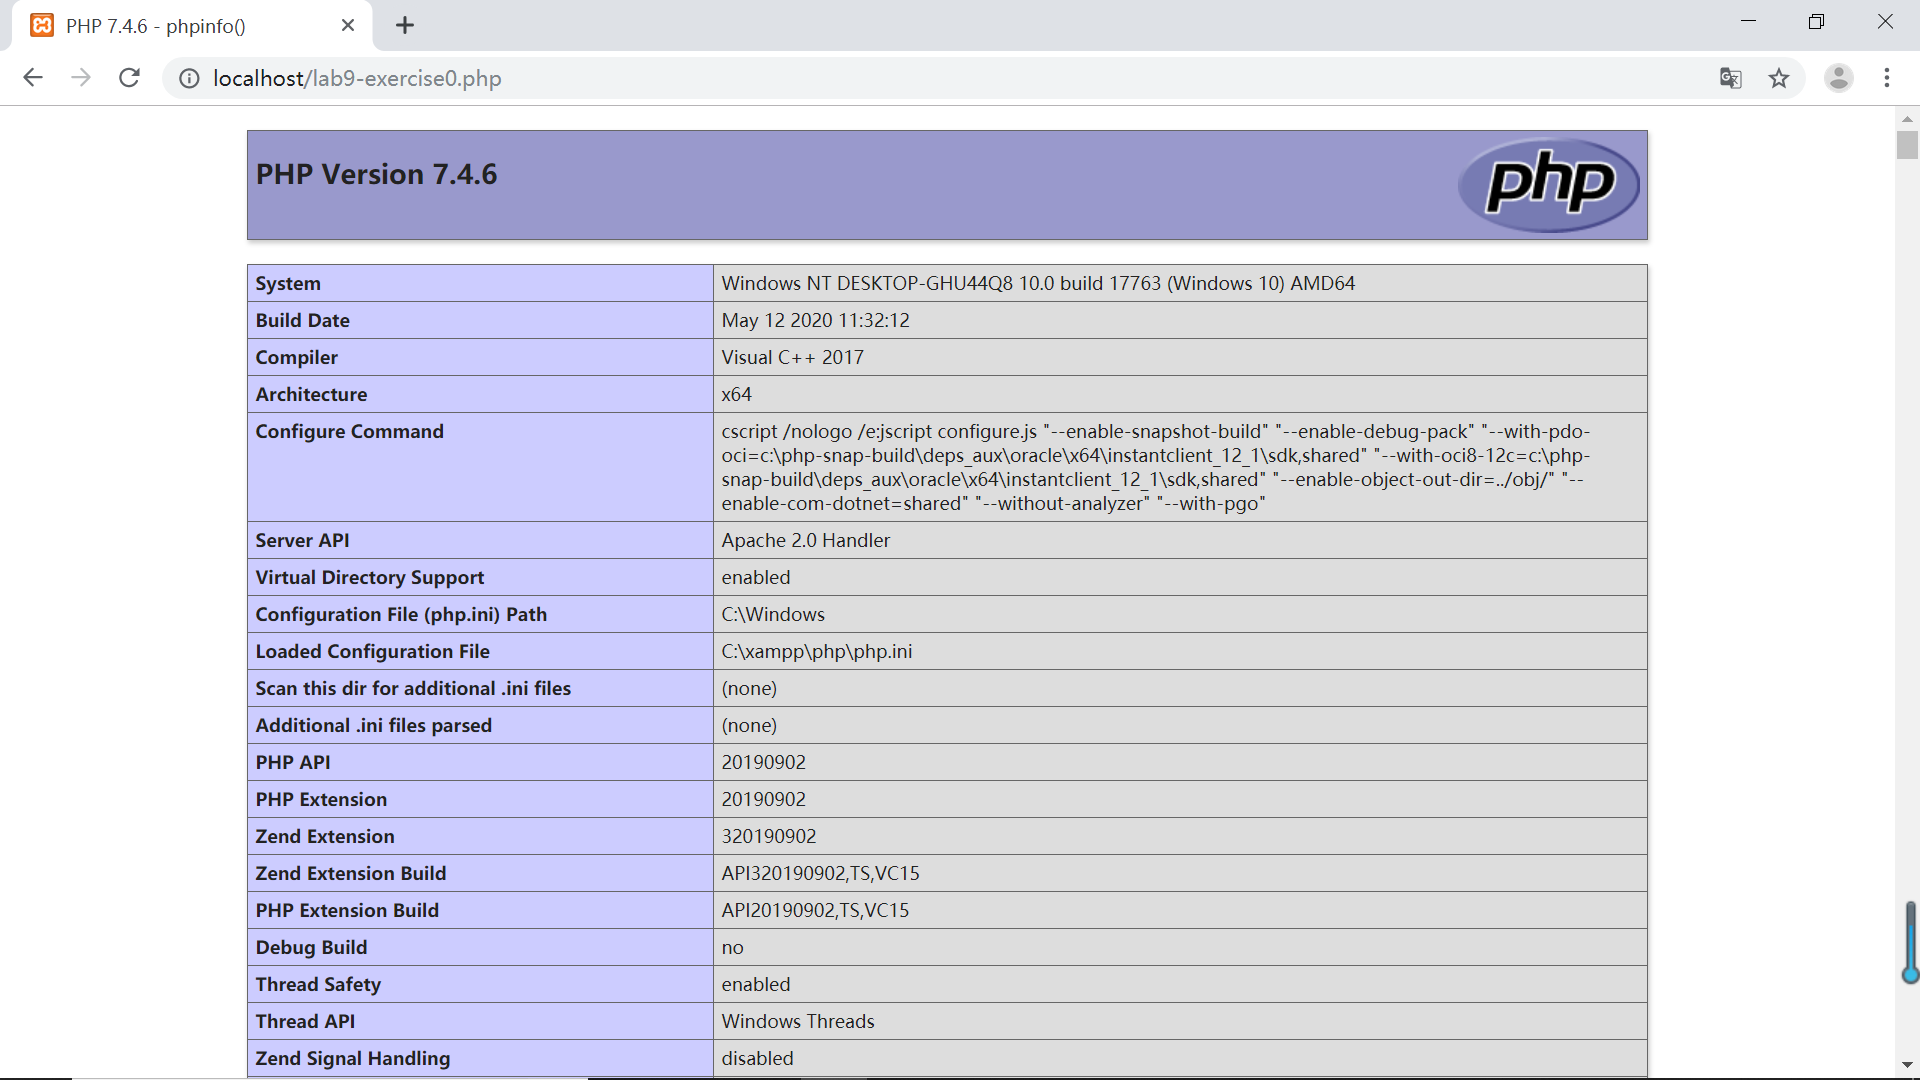 PHP 7.4.6 - phpinfo()
localhost/lab9-exercise0.php
PHP Version 7.4.6
php
System Windows NT DESKTOP-GHU44Q8 10.0 build 17763 (Windows 10) AMD64
Build Date May 12 2020 11:32:12
Compiler Visual C++ 2017
Architecture x64
Configure Command cscript /nologo /e:jscript configure.js "--enable-snapshot-build" "--enable-debug-pack" "--with-pdo-
oci=c:\php-snap-build\deps_aux\oracle\x64\instantclient_12_1\sdk,shared" "--with-oci8-12c=c:\php-
snap-build\deps_aux\oracle\x64\instantclient_12_1\sdk,shared" "--enable-object-out-dir=../obj/" "--
enable-com-dotnet=shared" "--without-analyzer" "--with-pgo"
Server API Apache 2.0 Handler
Virtual Directory Support enabled
Configuration File (php.ini) Path C:\Windows
Loaded Configuration File C:\xampp\php\php.ini
Scan this dir for additional .ini files (none)
Additional .ini files parsed (none)
PHP API 20190902
PHP Extension 20190902
Zend Extension 320190902
Zend Extension Build API320190902,TS,VC15
PHP Extension Build API20190902,TS,VC15
Debug Build no
Thread Safety enabled
Thread API Windows Threads
Zend Signal Handling disabled